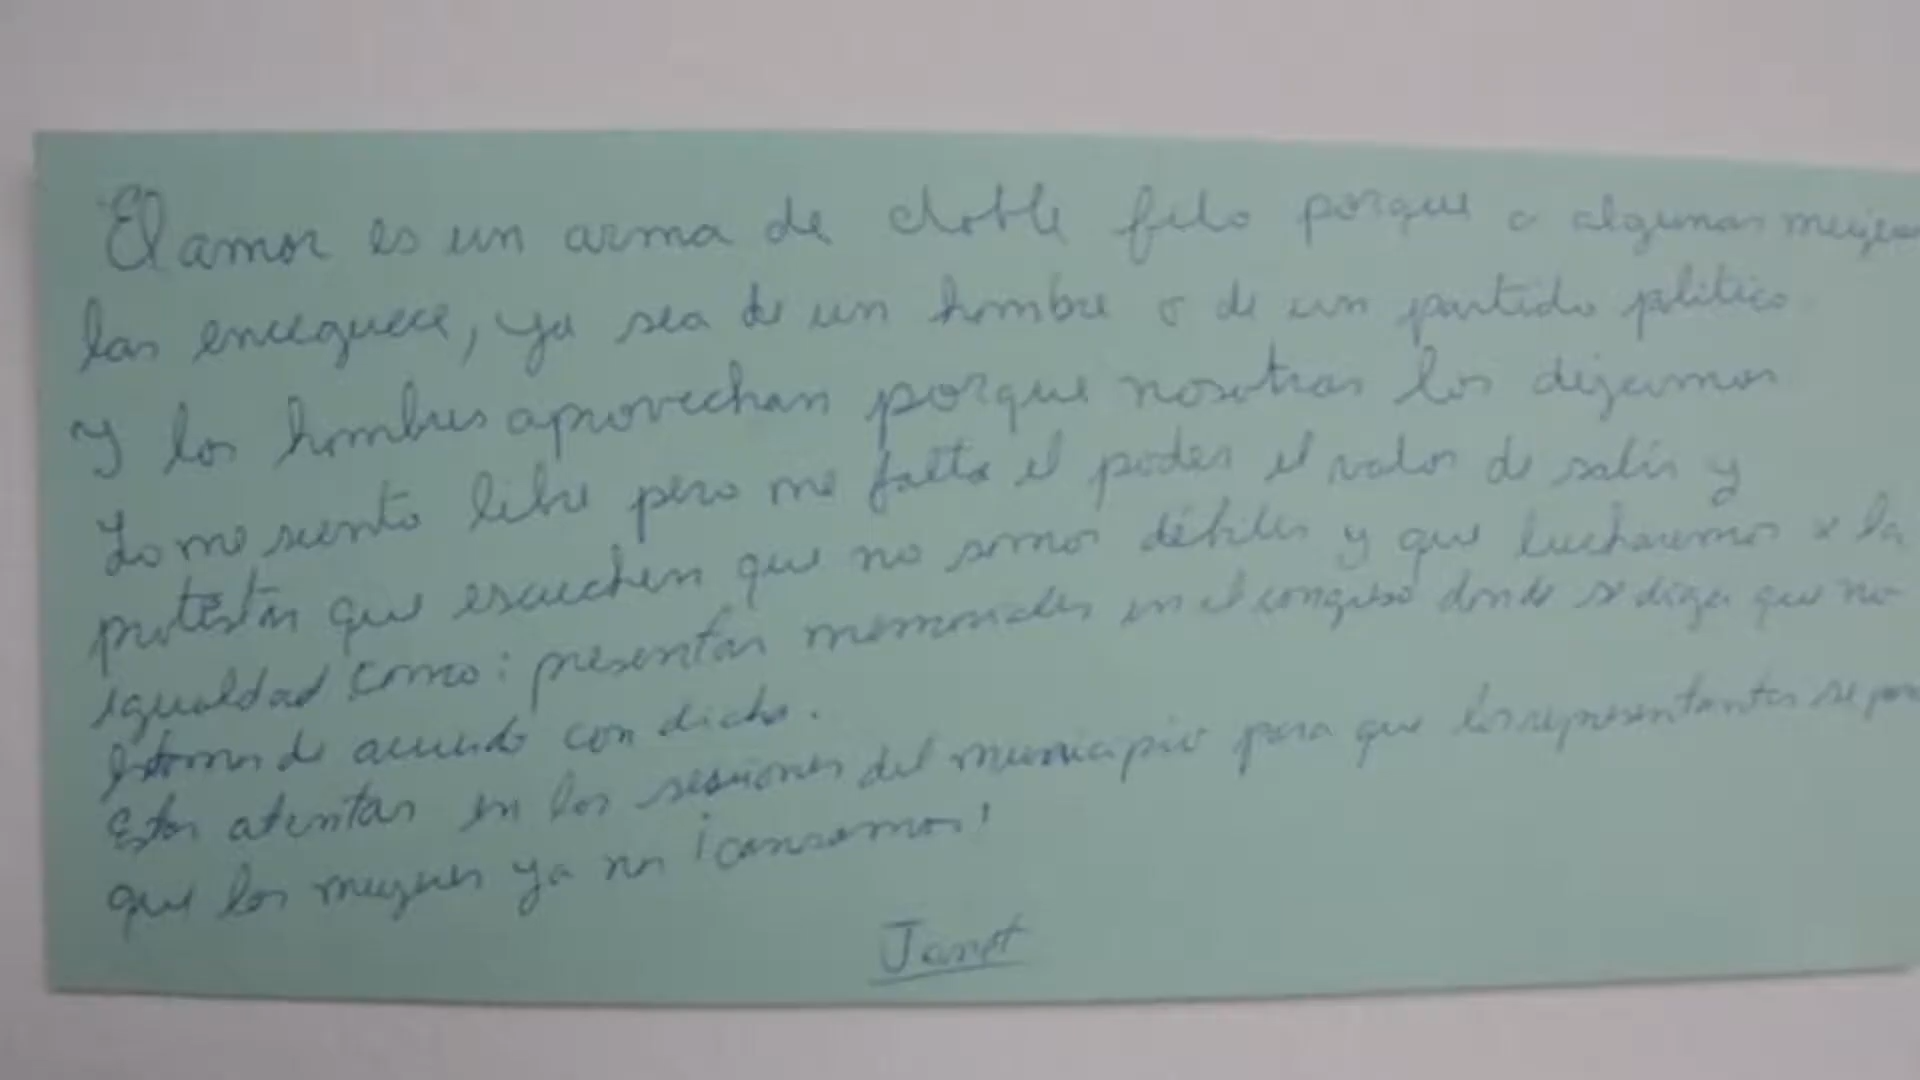 El amor es un arma de doble filo porque a algunas mujeres
las enceguece, ya sea de un hombre o de un partido político.
Y los hombres aprovechan porque nosotras los dejamos
Yo me siento libre pero me falta el poder el valor de salir y
protestar que escuchen que no somos débiles y que lucharemos x la
igualdad como: presentar memoriales en el congreso donde se diga que no
estamos de acuerdo con dicho.
Estar atentas en las sesiones del municipio para que los representantes
que las mujeres ya nos ¡cansamos!
Janet